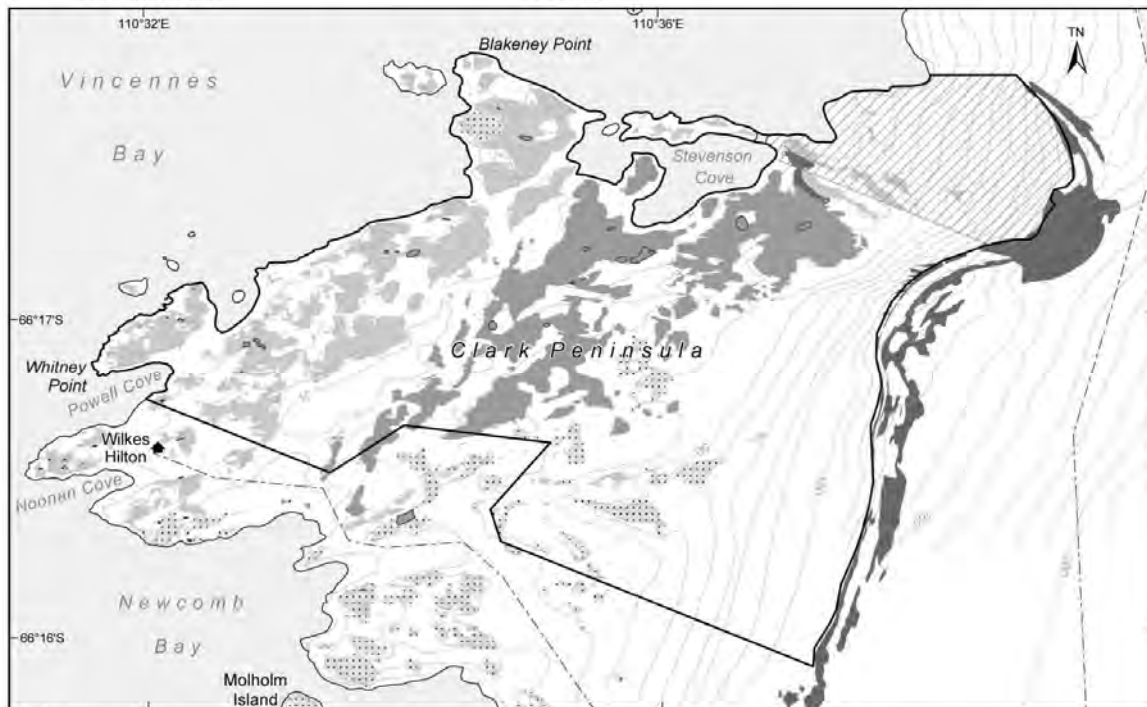 110°32'E
110°36'E
Blakeney Point
TN
Vincennes
Bay
Stevenson
Cove
66°17'S
Clark Peninsula
Whitney
Point
Powell Cove
Wilkes
Hilton
Noonan Cove
Newcomb
Bay
66°16'S
Molholm
Island